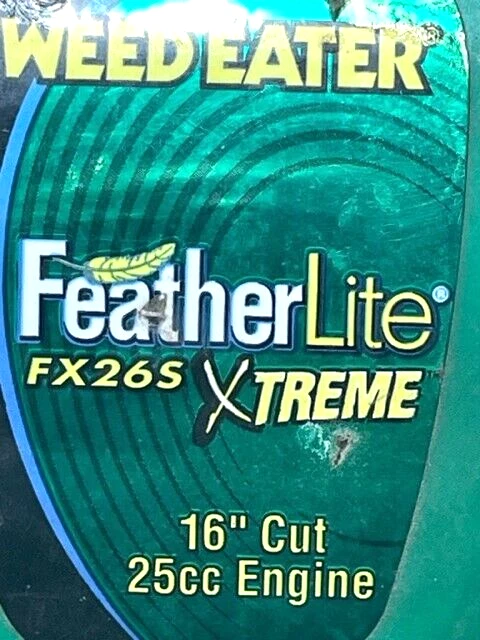 WEED EATER®
FeatherLite®
FX26S XTREME
16" Cut
25cc Engine